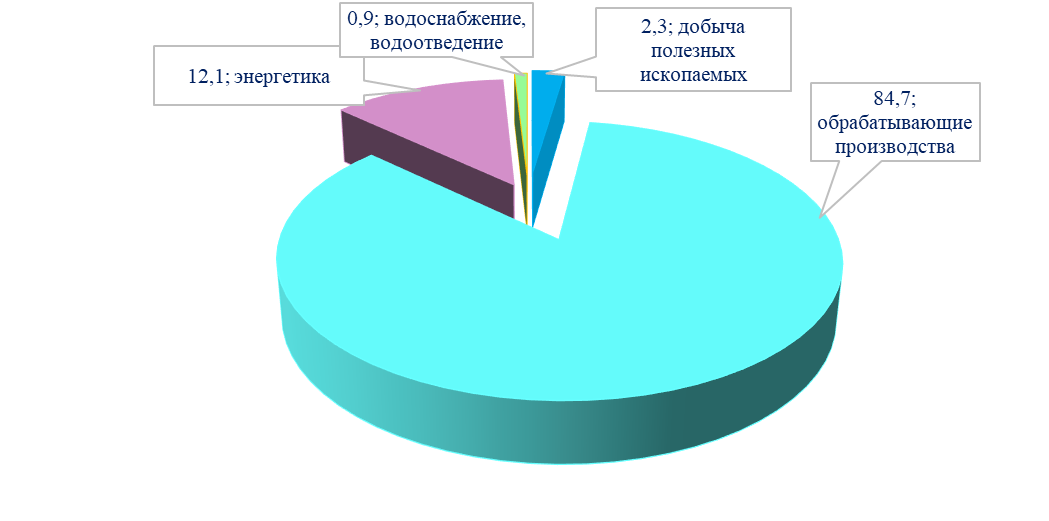 0,9; водоснабжение,
водоотведение
2,3; добыча
полезных
ископаемых
12,1; энергетика
84,7;
обрабатывающие
производства